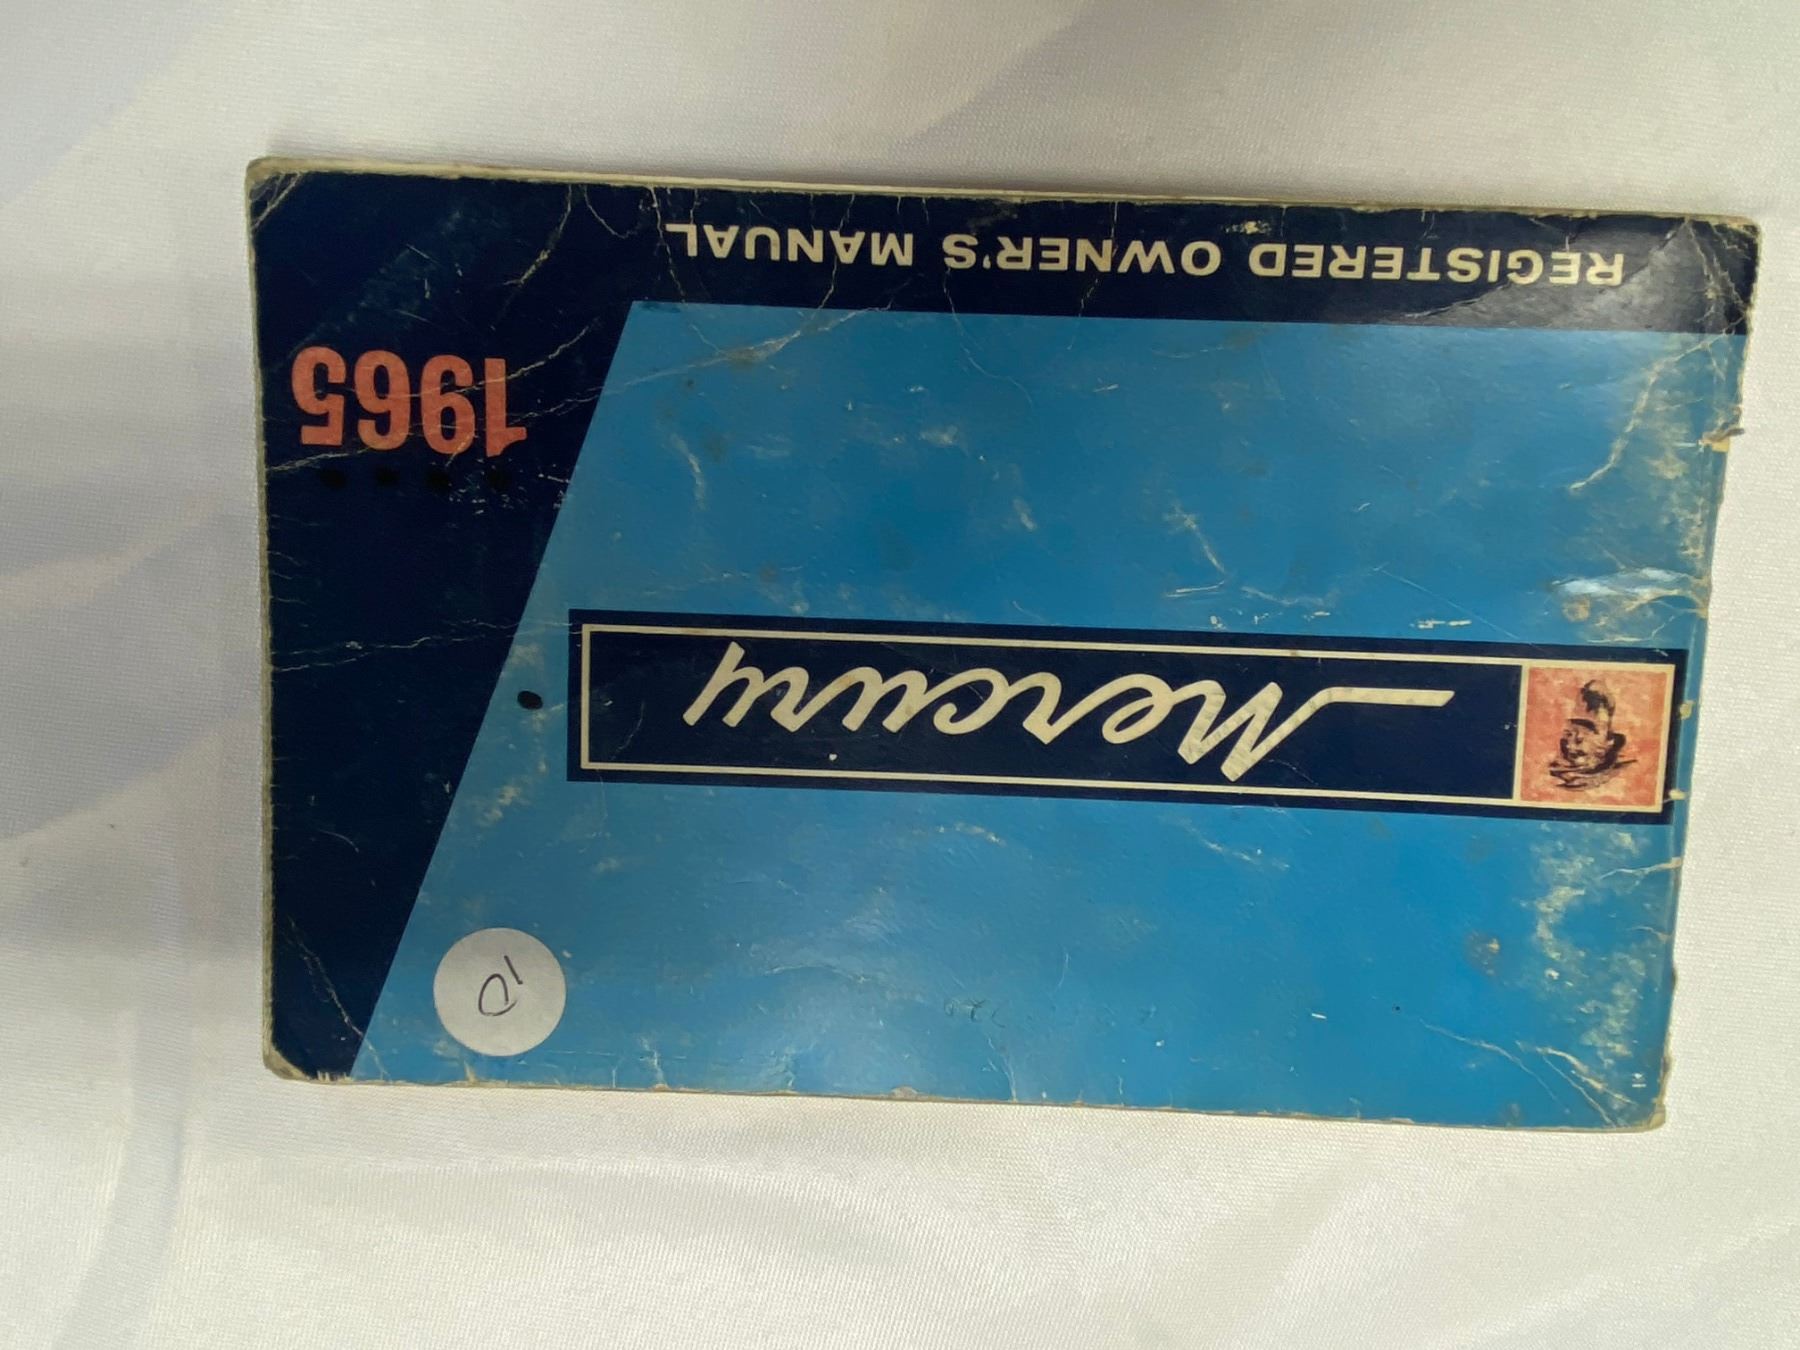 Mercury
1965
REGISTERED OWNER'S MANUAL
10